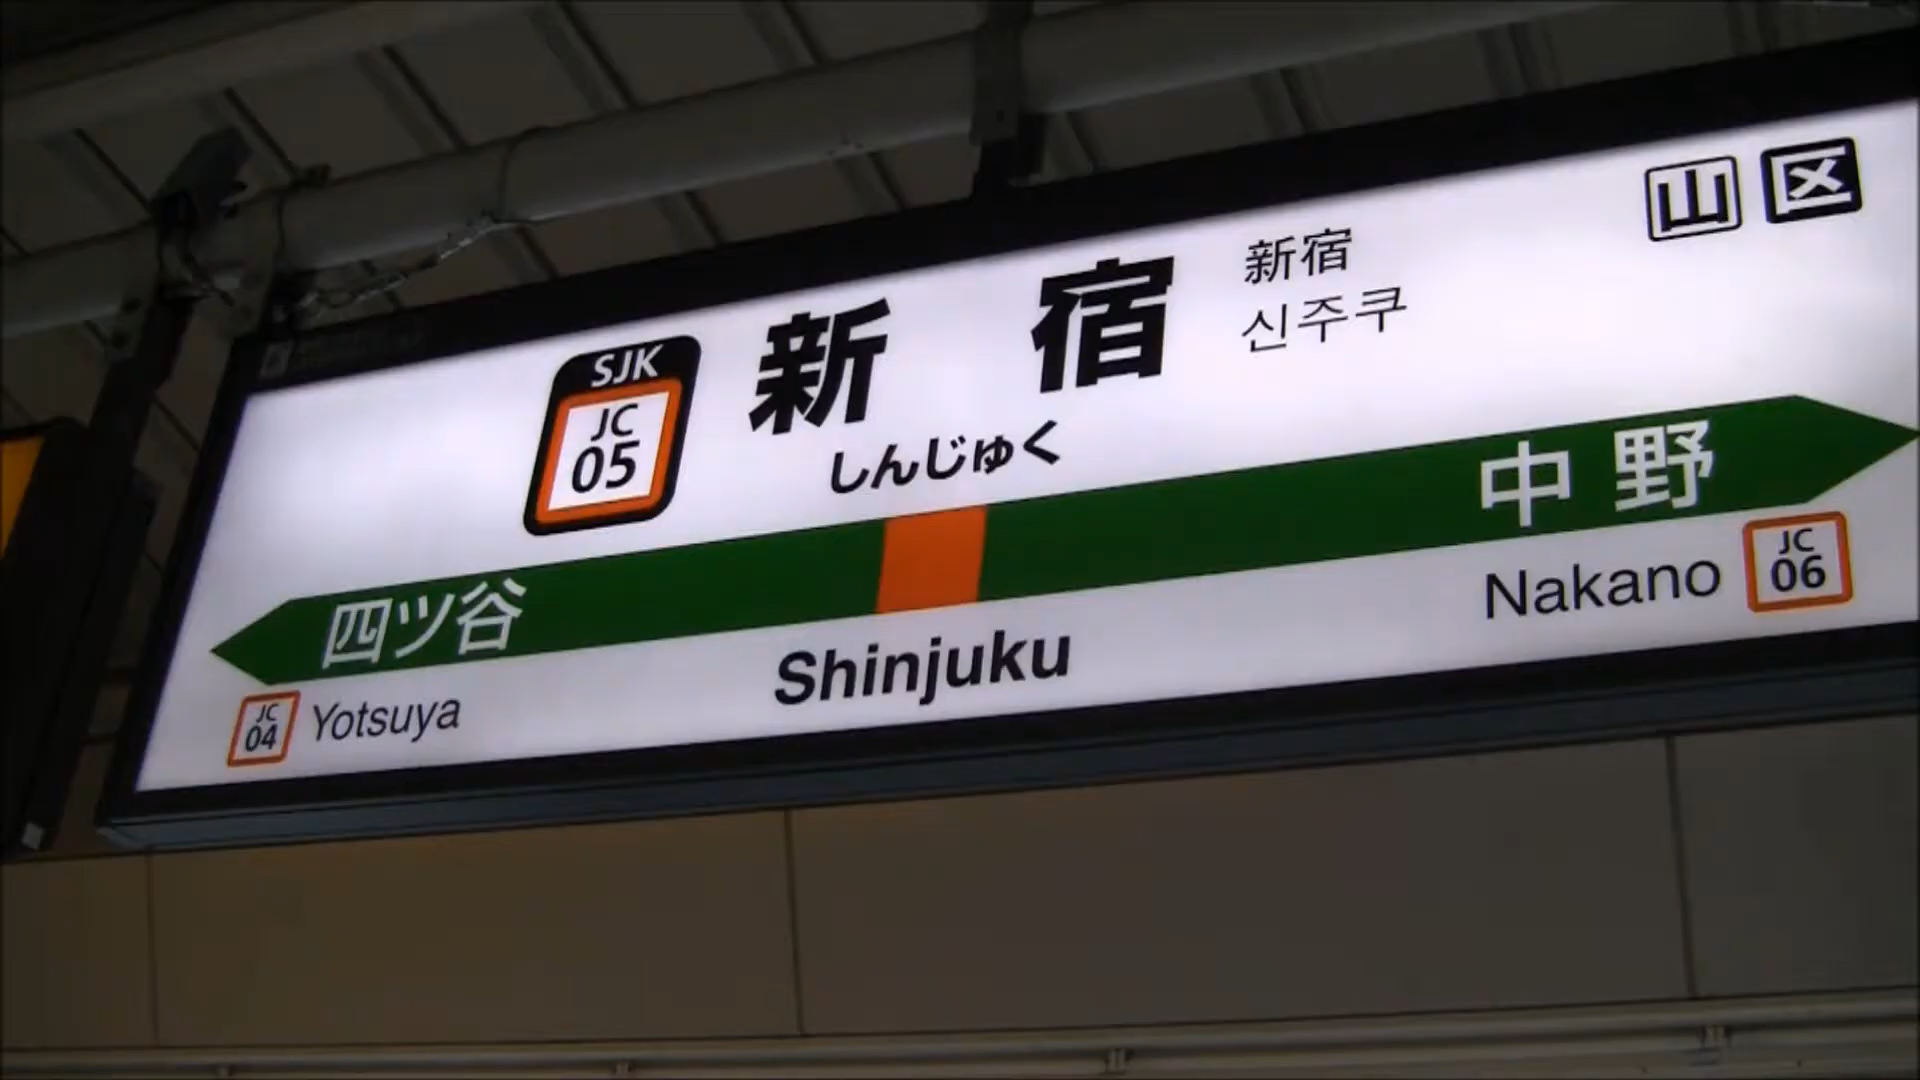 山 区
SJK
JC
05
新宿
新宿
신주쿠
しんじゅく
四ツ谷
中野
JC
04
Yotsuya
Shinjuku
Nakano
JC
06